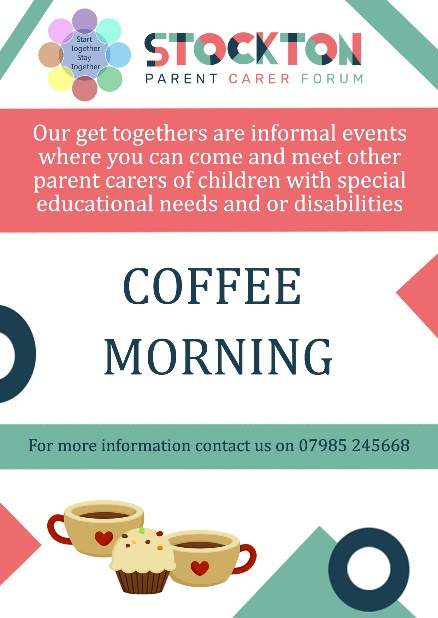 Start
Together
Stay
Together
STOCKTON
PARENT CARER FORUM
Our get togethers are informal events
where you can come and meet other
parent carers of children with special
educational needs and or disabilities
COFFEE
MORNING
For more information contact us on 07985 245668